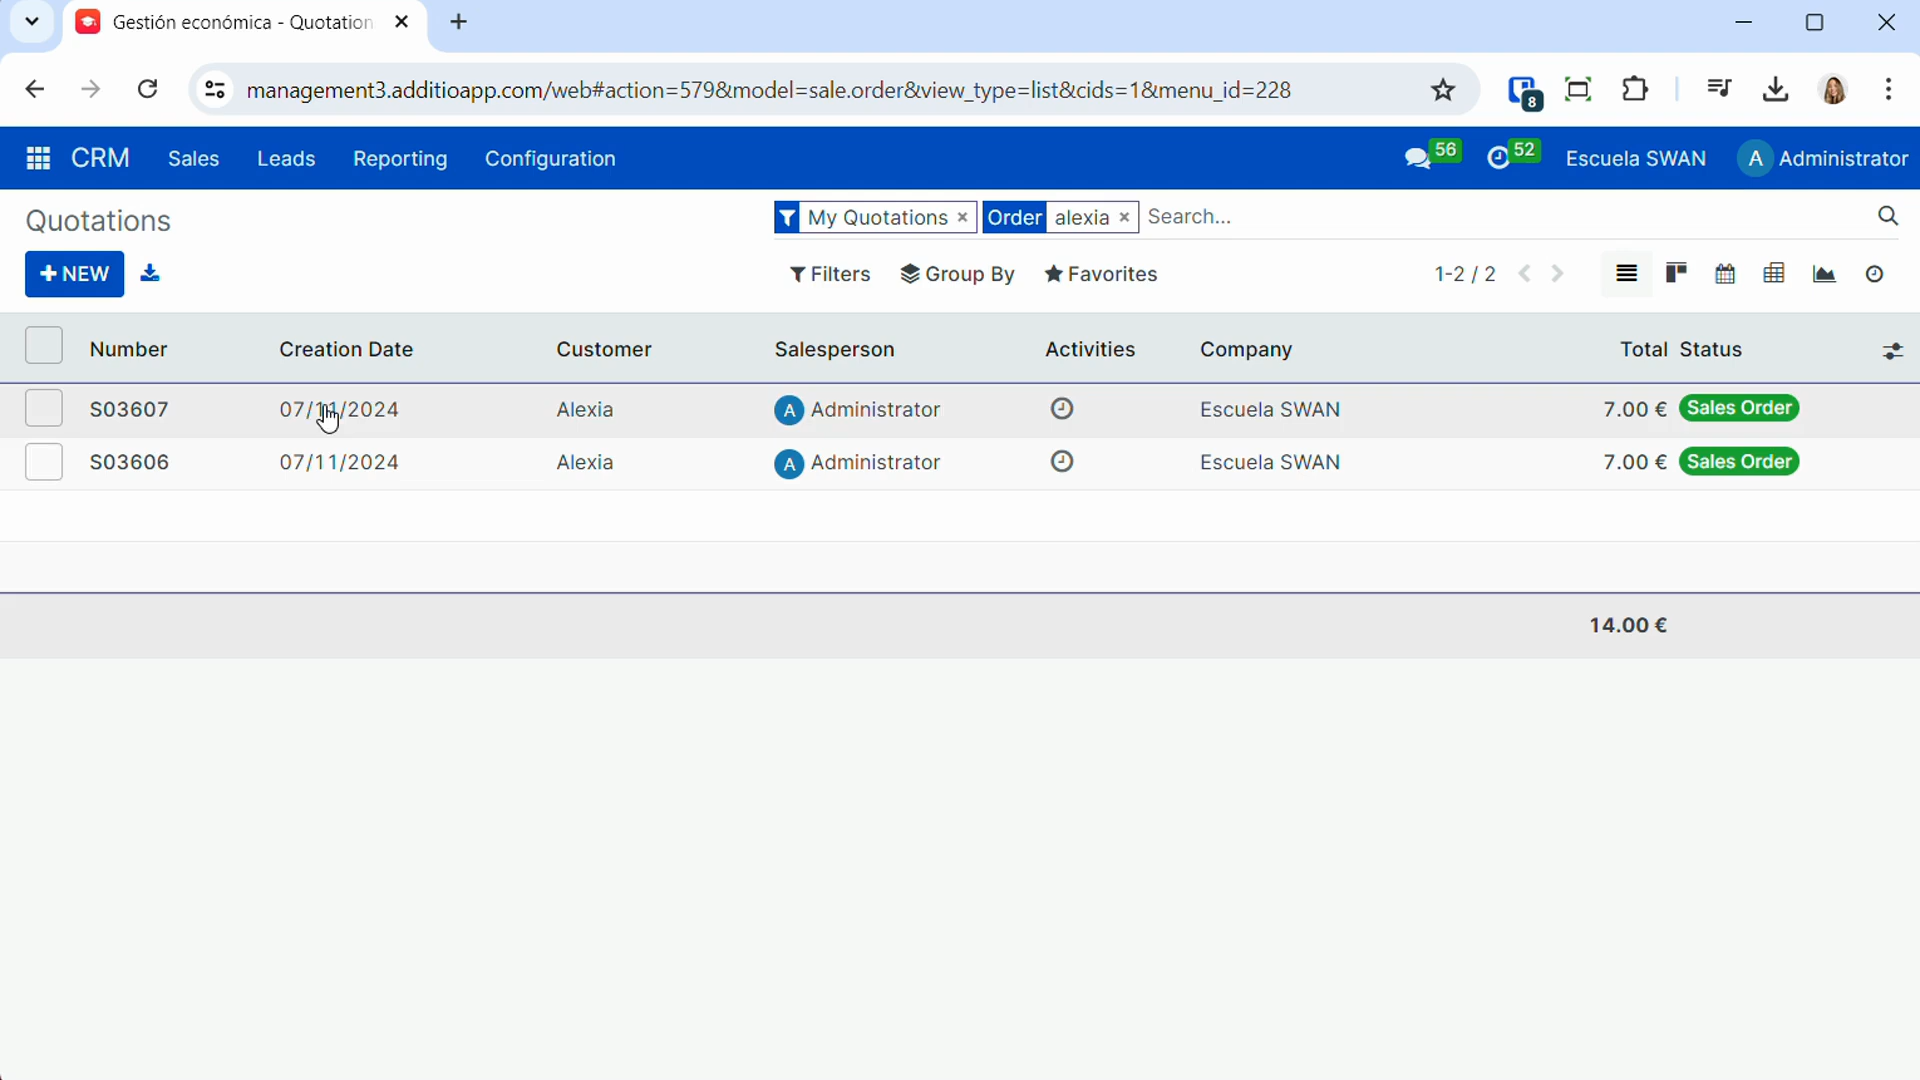 Gestión económica - Quotation
management3.additioapp.com/web#action=579&model=sale.order&view_type=list&cids=1&menu_id=228
8
CRM Sales Leads Reporting Configuration 56 52 Escuela SWAN A Administrator
Quotations My Quotations × Order alexia × Search...
+ NEW Filters Group By Favorites 1-2 / 2
Number Creation Date Customer Salesperson Activities Company Total Status
S03607 07/11/2024 Alexia A Administrator Escuela SWAN 7.00 € Sales Order
S03606 07/11/2024 Alexia A Administrator Escuela SWAN 7.00 € Sales Order
14.00 €